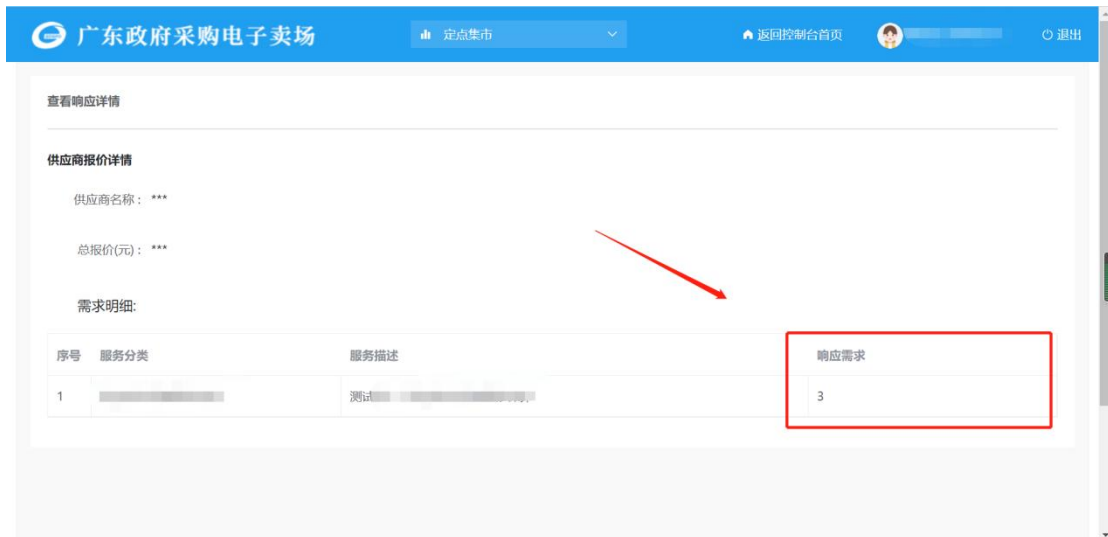 广东政府采购电子卖场 定点集市 返回控制台首页 退出
查看响应详情
供应商报价详情
供应商名称: ***
总报价(元): ***
需求明细:
序号 服务分类 服务描述 响应需求
1 测试 3